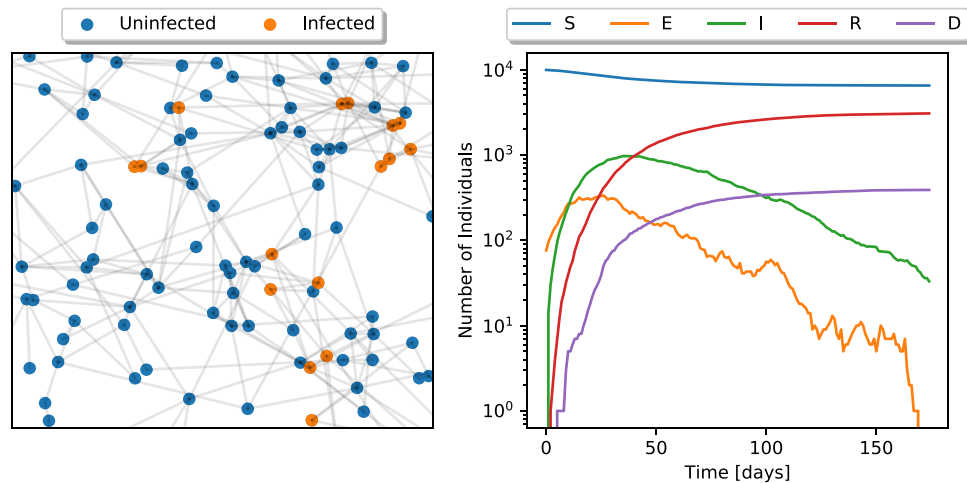 Uninfected Infected
S E I R D
10⁴
10³
10²
10¹
10⁰
Number of Individuals
0 50 100 150
Time [days]